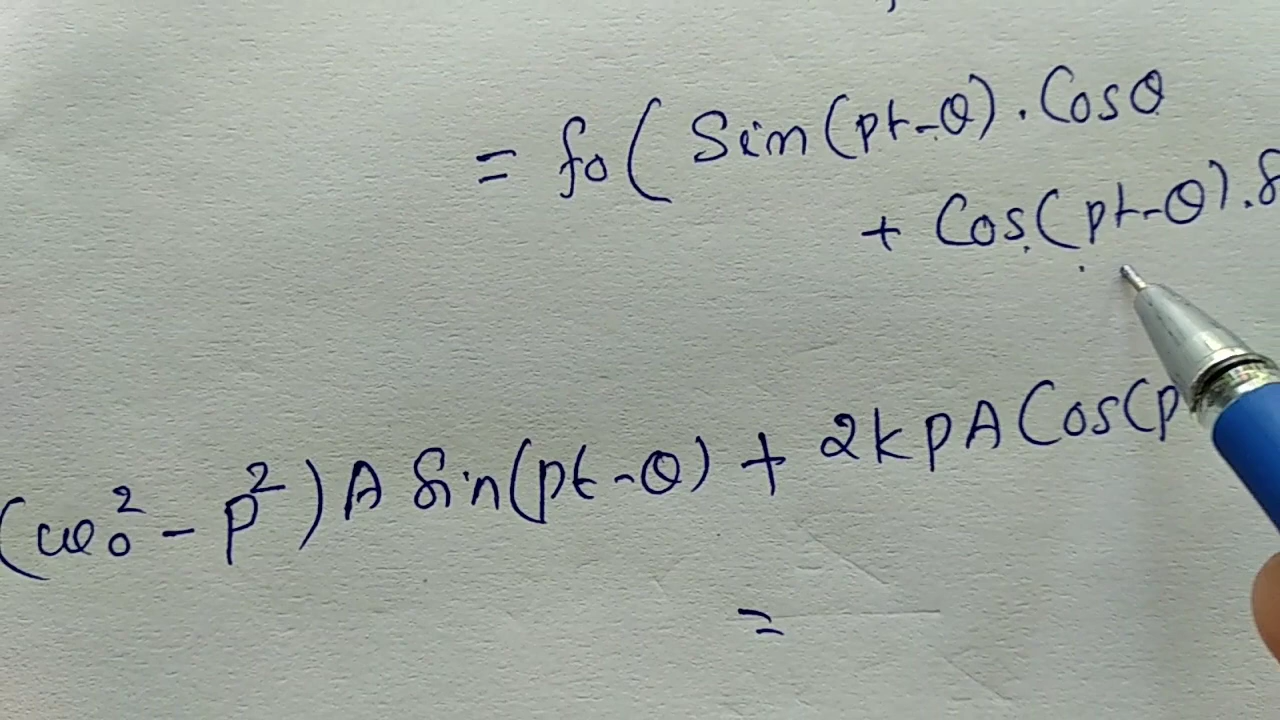 = fo( Sin(pt-θ). Cosθ
+ Cos(pt-θ).
(ω₀² - p²) A Sin(pt-θ) + 2kpA Cos(p
=